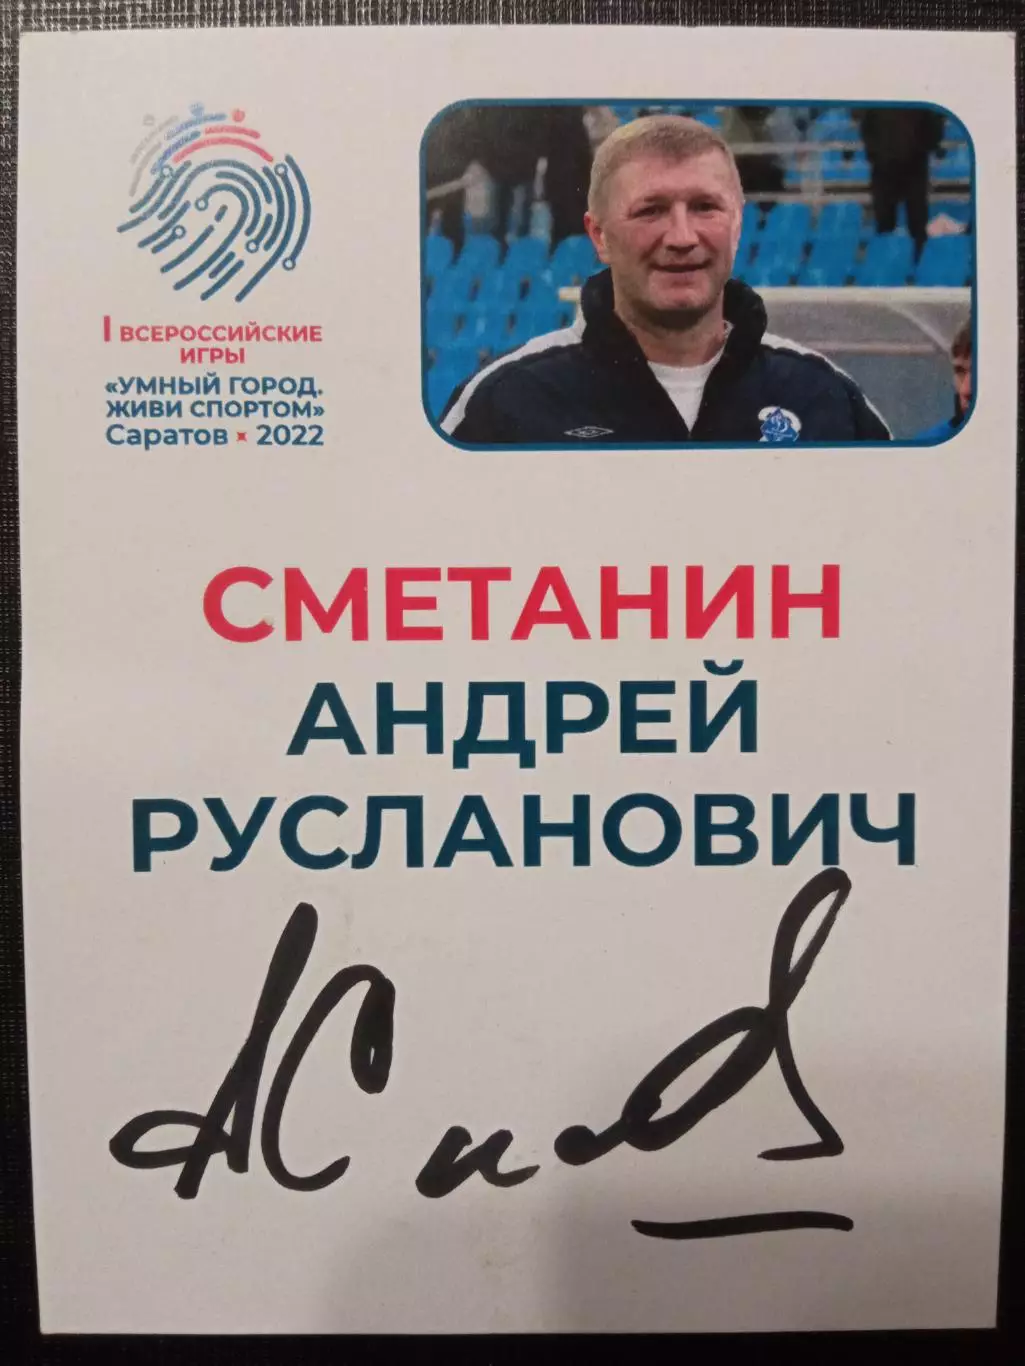 I ВСЕРОССИЙСКИЕ
ИГРЫ
«УМНЫЙ ГОРОД.
ЖИВИ СПОРТОМ»
Саратов 2022
СМЕТАНИН
АНДРЕЙ
РУСЛАНОВИЧ